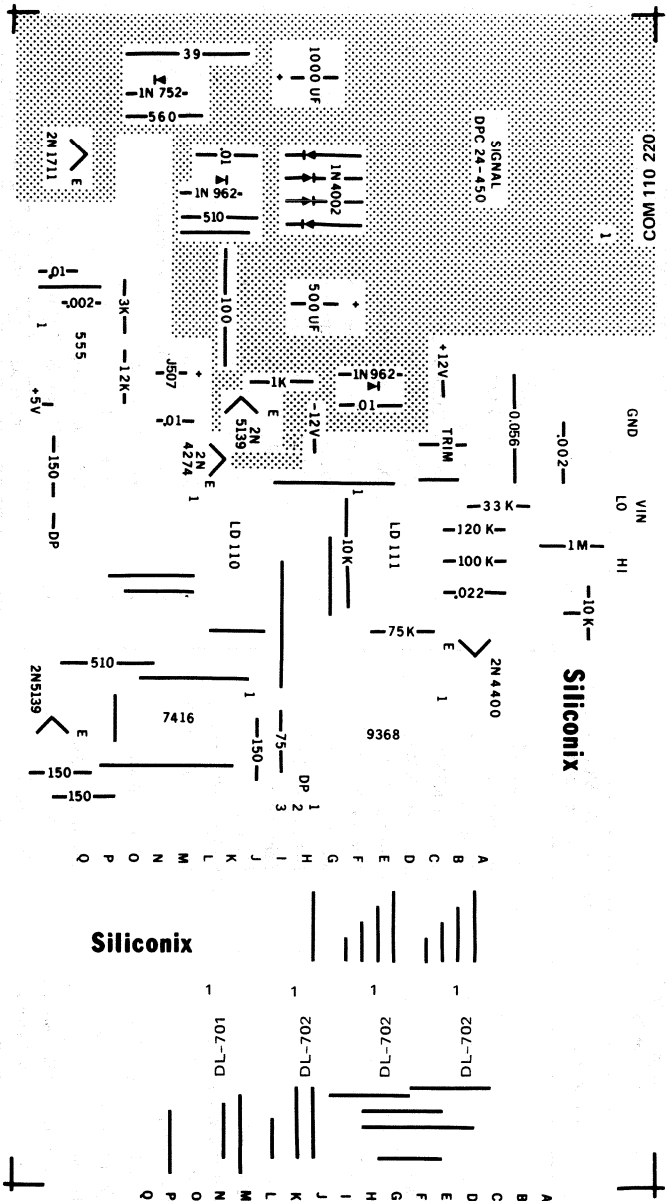 39
1N 752
560
1000 UF
+
2N 1711
E
.01
1N 962
510
1N 4002
SIGNAL
DPC 24-450
COM 110 220
1
.01
.002
1
555
3K
12K
100
500 UF
+
+5V
J507
+
.01
1K
-12V
1N 962
.01
+12V
TRIM
E
2N
5139
2N
4274
E
1
0.056
.002
GND
LO
VIN
HI
150
DP
LD 110
1
10 K
LD 111
33 K
120 K
100 K
.022
1M
10 K
75 K
E
2N 4400
1
Siliconix
510
2N5139
E
7416
1
150
75
9368
150
150
DP
1
2
3
Q P O N M L K J I H G F E D C B A
Siliconix
1
1
1
1
DL-701
DL-702
DL-702
DL-702
Q P O N M L K J I H G F E D C B A